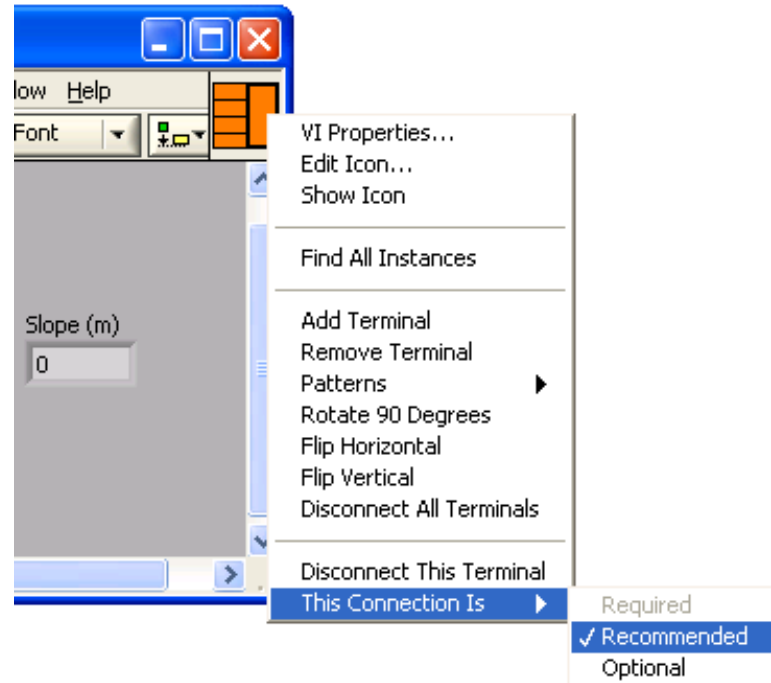 low Help
Font
VI Properties...
Edit Icon...
Show Icon
Find All Instances
Slope (m)
0
Add Terminal
Remove Terminal
Patterns
Rotate 90 Degrees
Flip Horizontal
Flip Vertical
Disconnect All Terminals
Disconnect This Terminal
This Connection Is
Required
Recommended
Optional